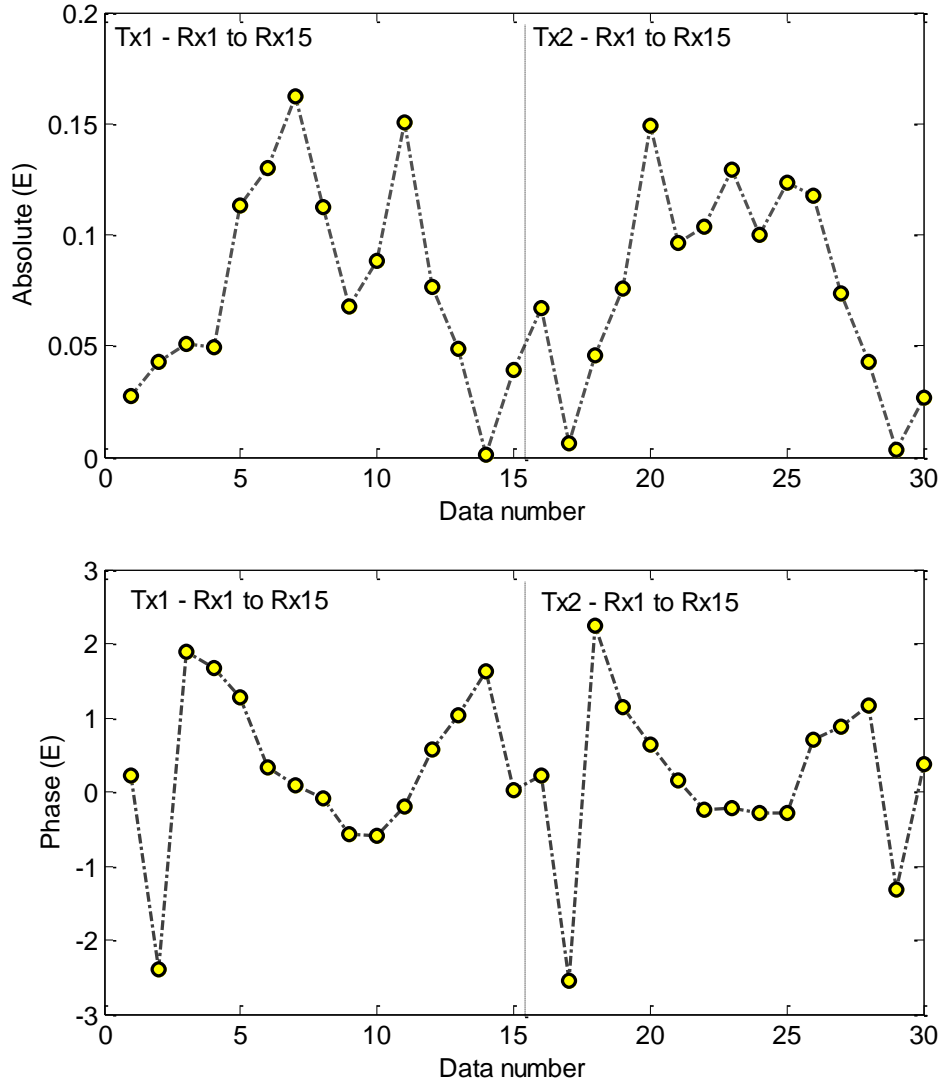 0.2
Tx1 - Rx1 to Rx15 Tx2 - Rx1 to Rx15
0.15
Absolute (E)
0.1
0.05
0
0 5 10 15 20 25 30
Data number
3
Tx1 - Rx1 to Rx15 Tx2 - Rx1 to Rx15
2
1
Phase (E)
0
-1
-2
-3
0 5 10 15 20 25 30
Data number